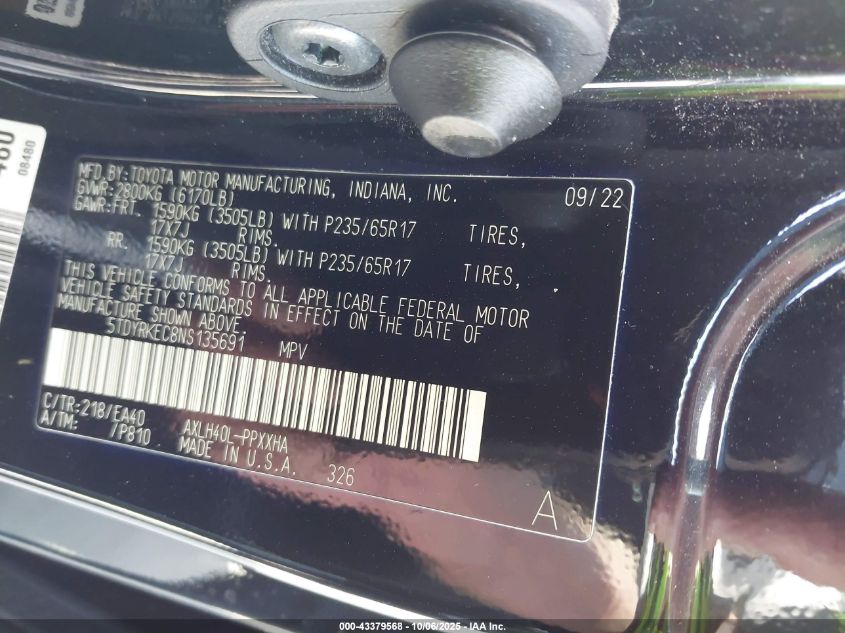 08480
MFD.BY:TOYOTA MOTOR MANUFACTURING, INDIANA, INC. 09/22
GVWR:2800KG (6170LB)
GAWR:FRT. 1590KG (3505LB) WITH P235/65R17 TIRES,
17X7J RIMS.
RR. 1590KG (3505LB) WITH P235/65R17 TIRES,
17X7J RIMS.
THIS VEHICLE CONFORMS TO ALL APPLICABLE FEDERAL MOTOR
VEHICLE SAFETY STANDARDS IN EFFECT ON THE DATE OF
MANUFACTURE SHOWN ABOVE.
5TDYRKEC8NS135691 MPV
C/TR:218/EA40 AXLH40L-PPXXHA
A/TM: /P810 MADE IN U.S.A. 326
A
000-43379568 - 10/06/2025 - IAA Inc.